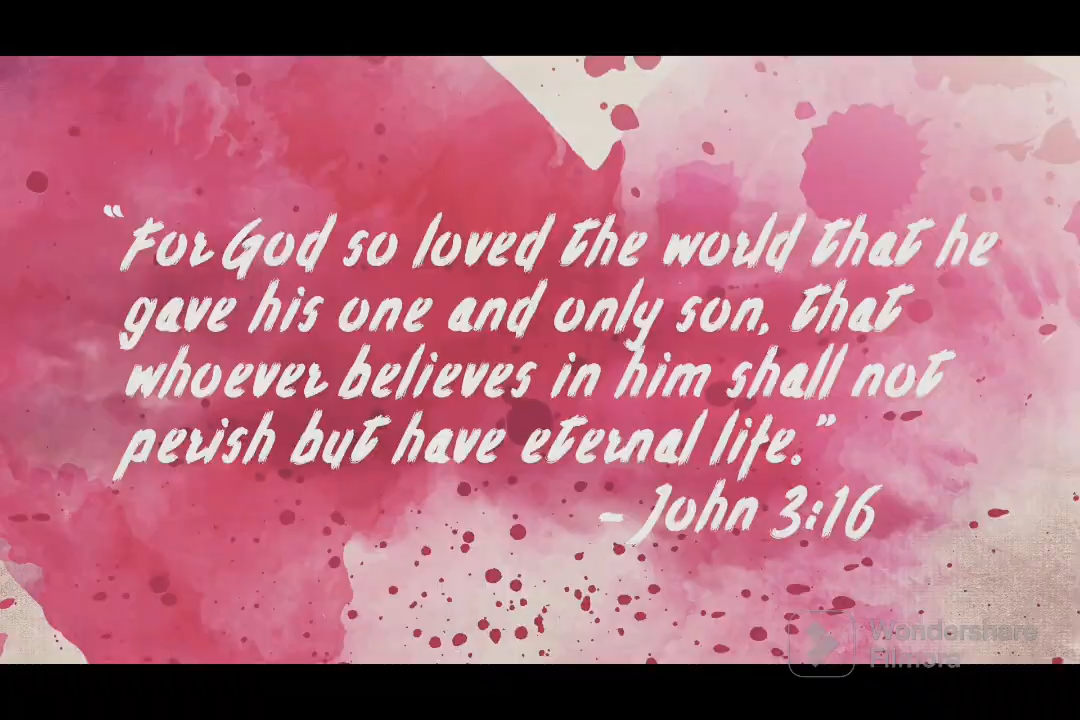 “For God so loved the world that he
gave his one and only son, that
whoever believes in him shall not
perish but have eternal life.”
- John 3:16
Wondershare
Filmora